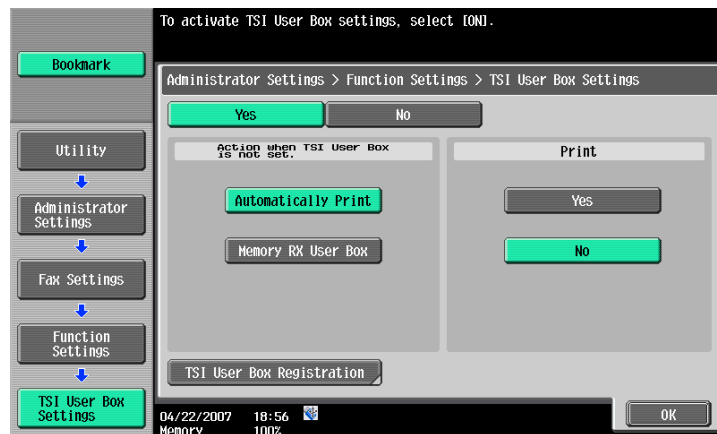 To activate TSI User Box settings, select [ON].
Bookmark
Administrator Settings > Function Settings > TSI User Box Settings
Yes
No
Action when TSI User Box
is not set.
Print
Automatically Print
Yes
Memory RX User Box
No
TSI User Box Registration
Utility
Administrator
Settings
Fax Settings
Function
Settings
TSI User Box
Settings
04/22/2007 18:56
Memory 100%
OK